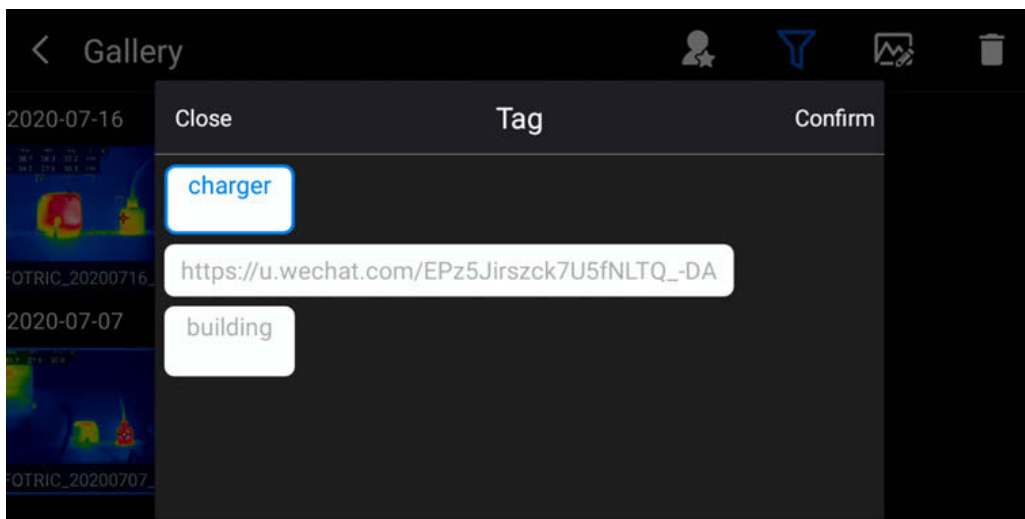 Gallery
2020-07-16
Close
Tag
Confirm
charger
https://u.wechat.com/EPz5Jirszck7U5fNLTQ_-DA
FOTRIC_20200716_
2020-07-07
building
FOTRIC_20200707_